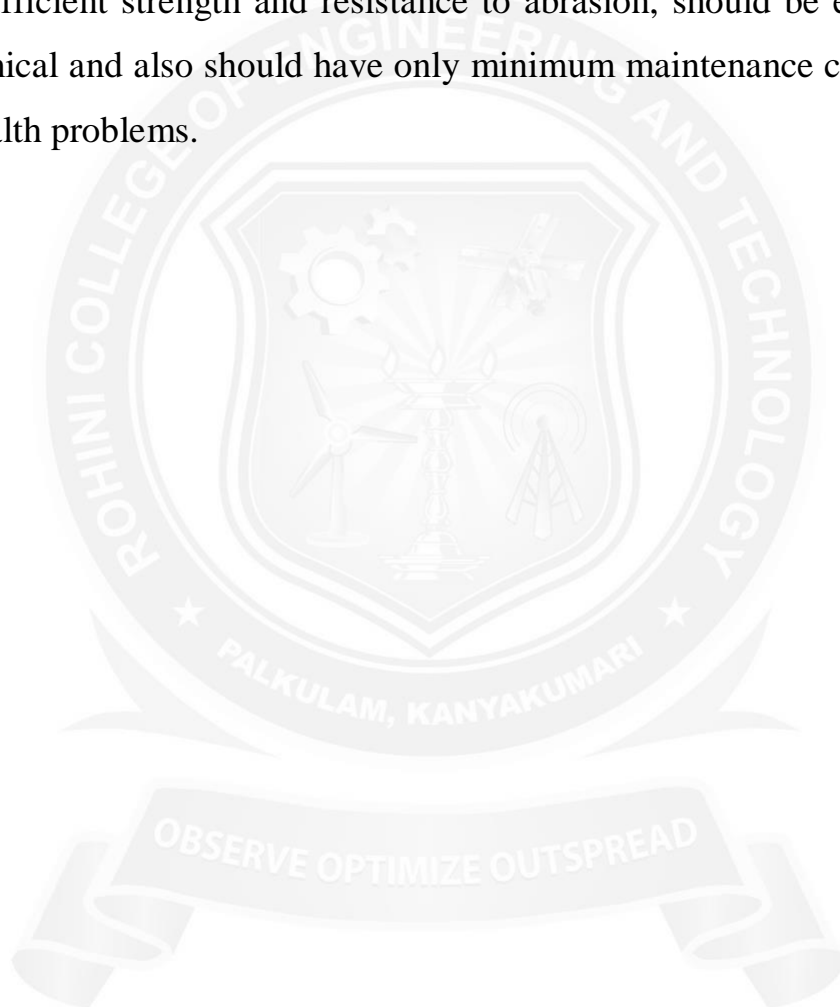 fficient strength and resistance to abrasion, should be e
nical and also should have only minimum maintenance c
alth problems.
ROHINI COLLEGE OF ENGINEERING AND TECHNOLOGY
PALKULAM, KANYAKUMARI
OBSERVE OPTIMIZE OUTSPREAD